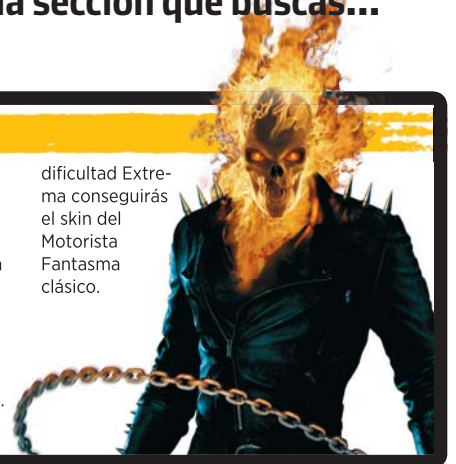 la sección que buscas...
dificultad Extre-
ma conseguirás
el skin del
Motorista
Fantasma
clásico.